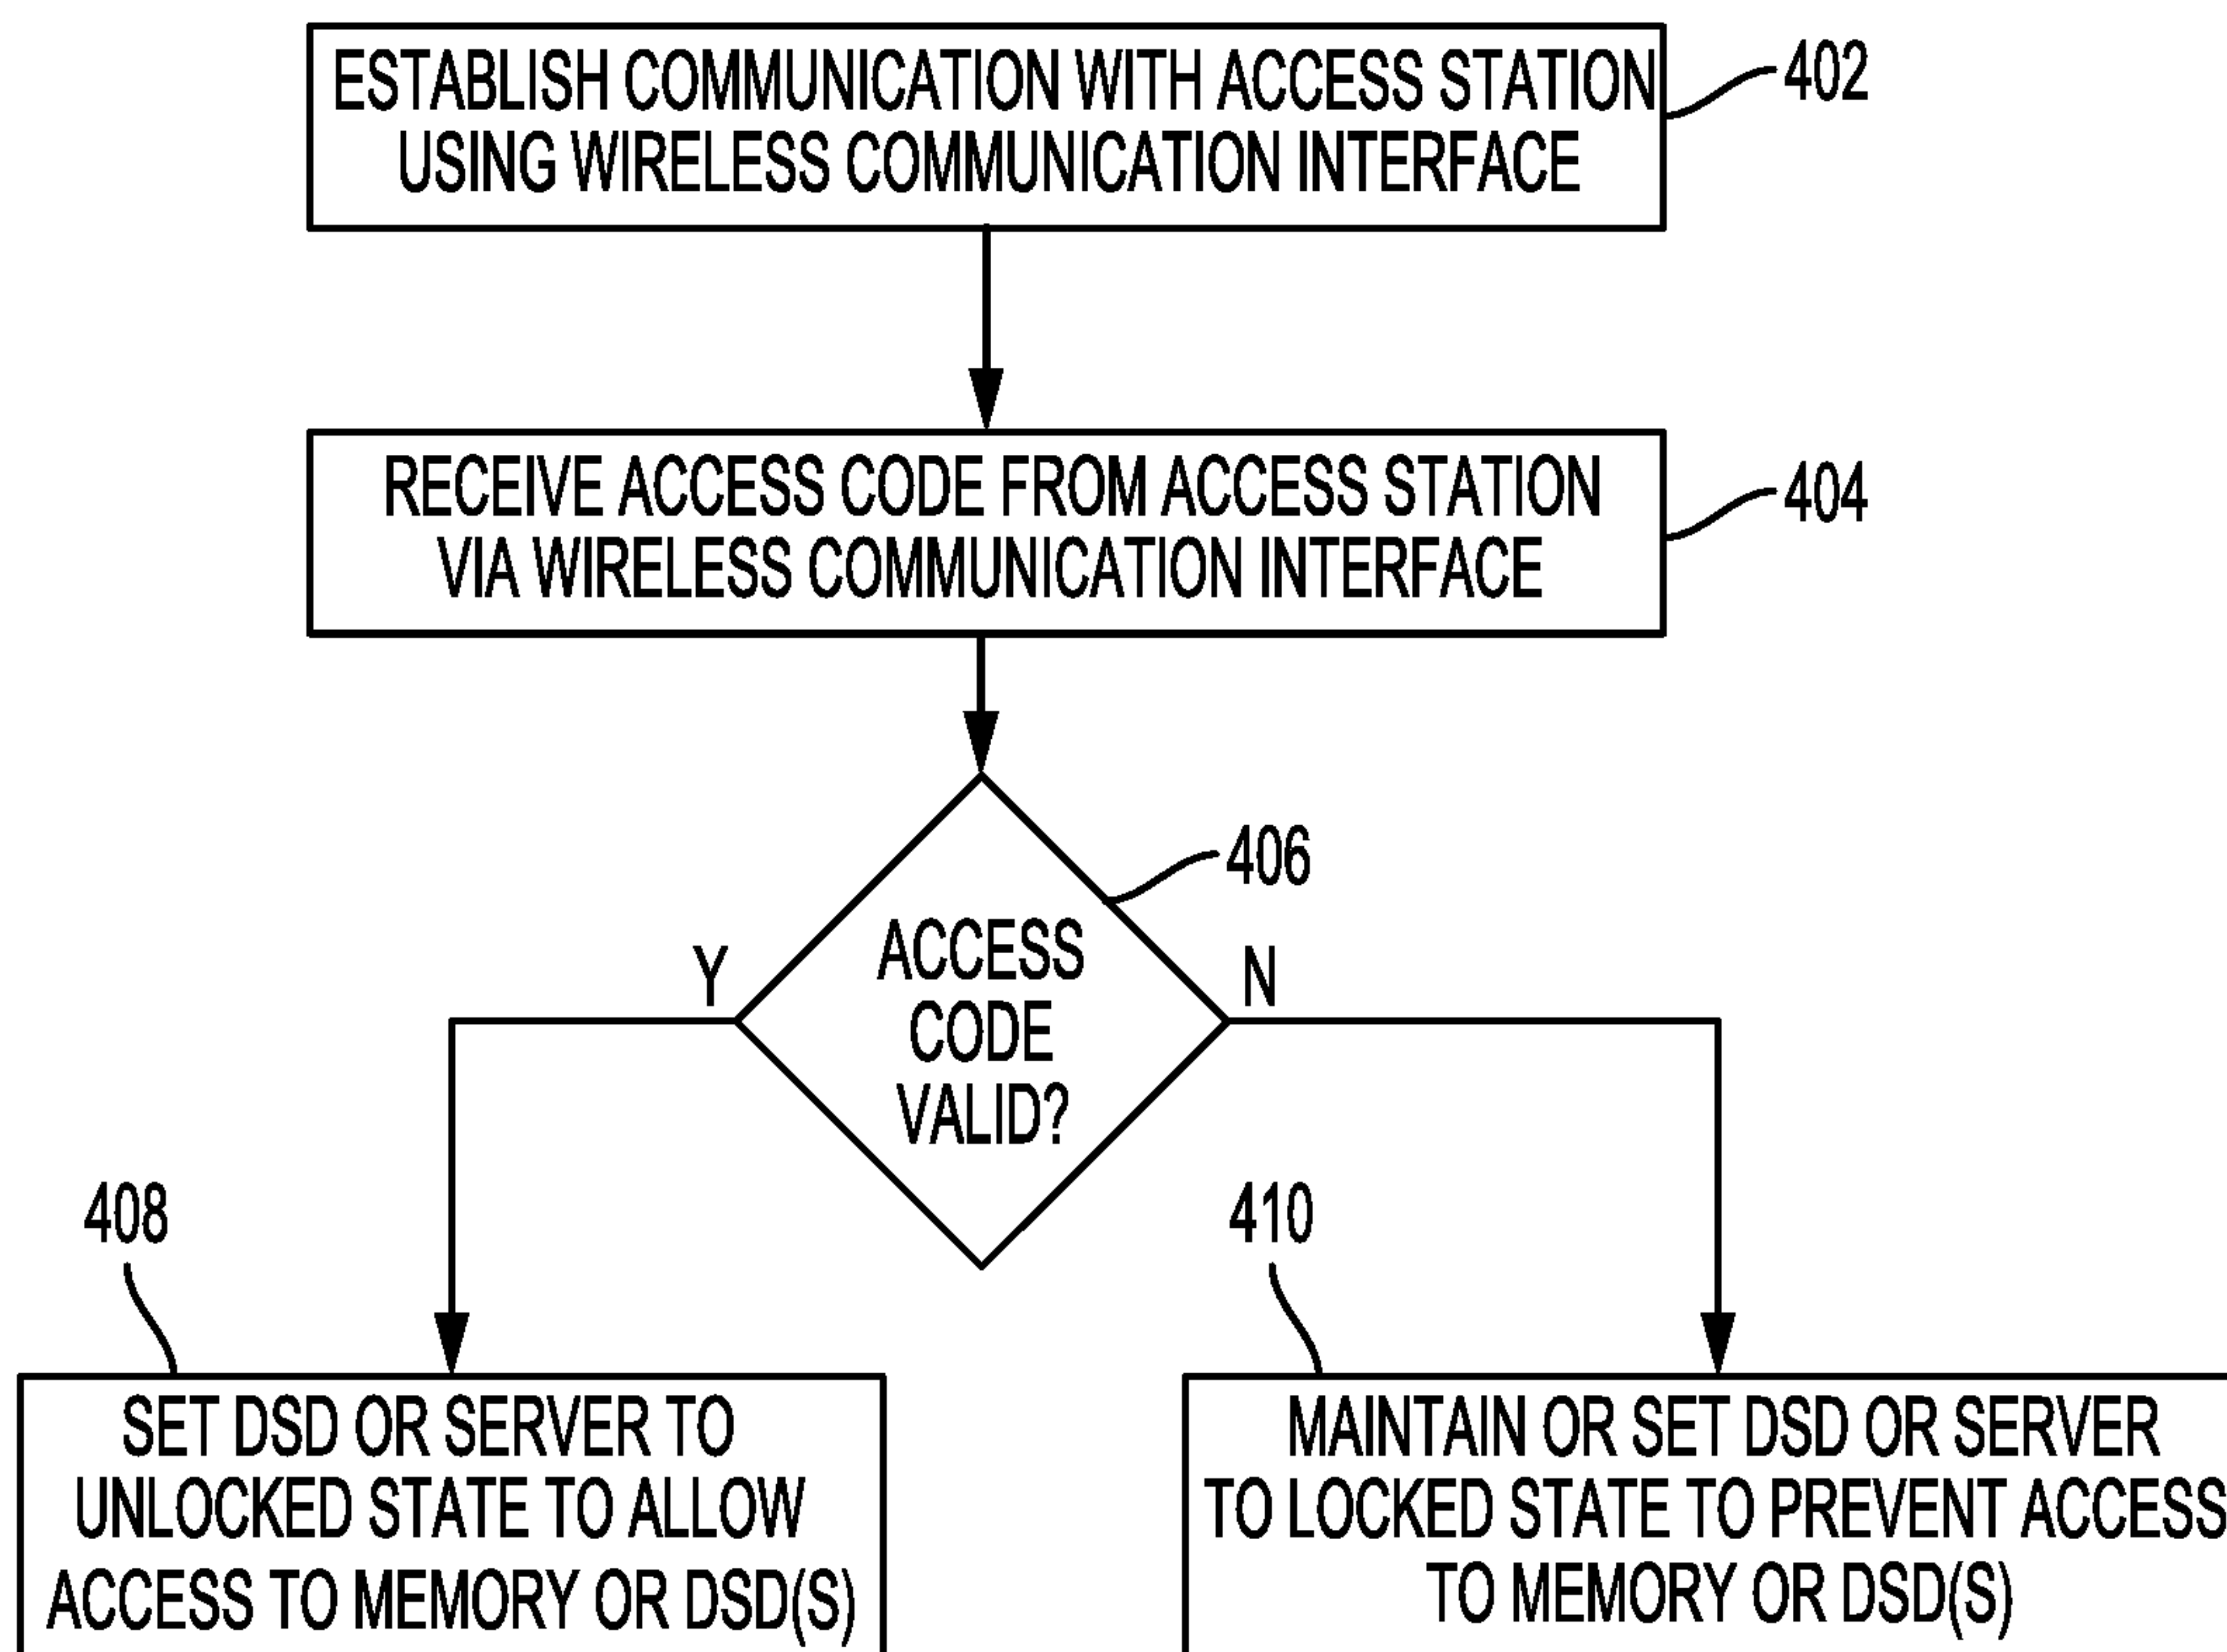 ESTABLISH COMMUNICATION WITH ACCESS STATION
USING WIRELESS COMMUNICATION INTERFACE
402
RECEIVE ACCESS CODE FROM ACCESS STATION
VIA WIRELESS COMMUNICATION INTERFACE
404
406
ACCESS
CODE
VALID?
Y
N
408
SET DSD OR SERVER TO
UNLOCKED STATE TO ALLOW
ACCESS TO MEMORY OR DSD(S)
410
MAINTAIN OR SET DSD OR SERVER
TO LOCKED STATE TO PREVENT ACCESS
TO MEMORY OR DSD(S)